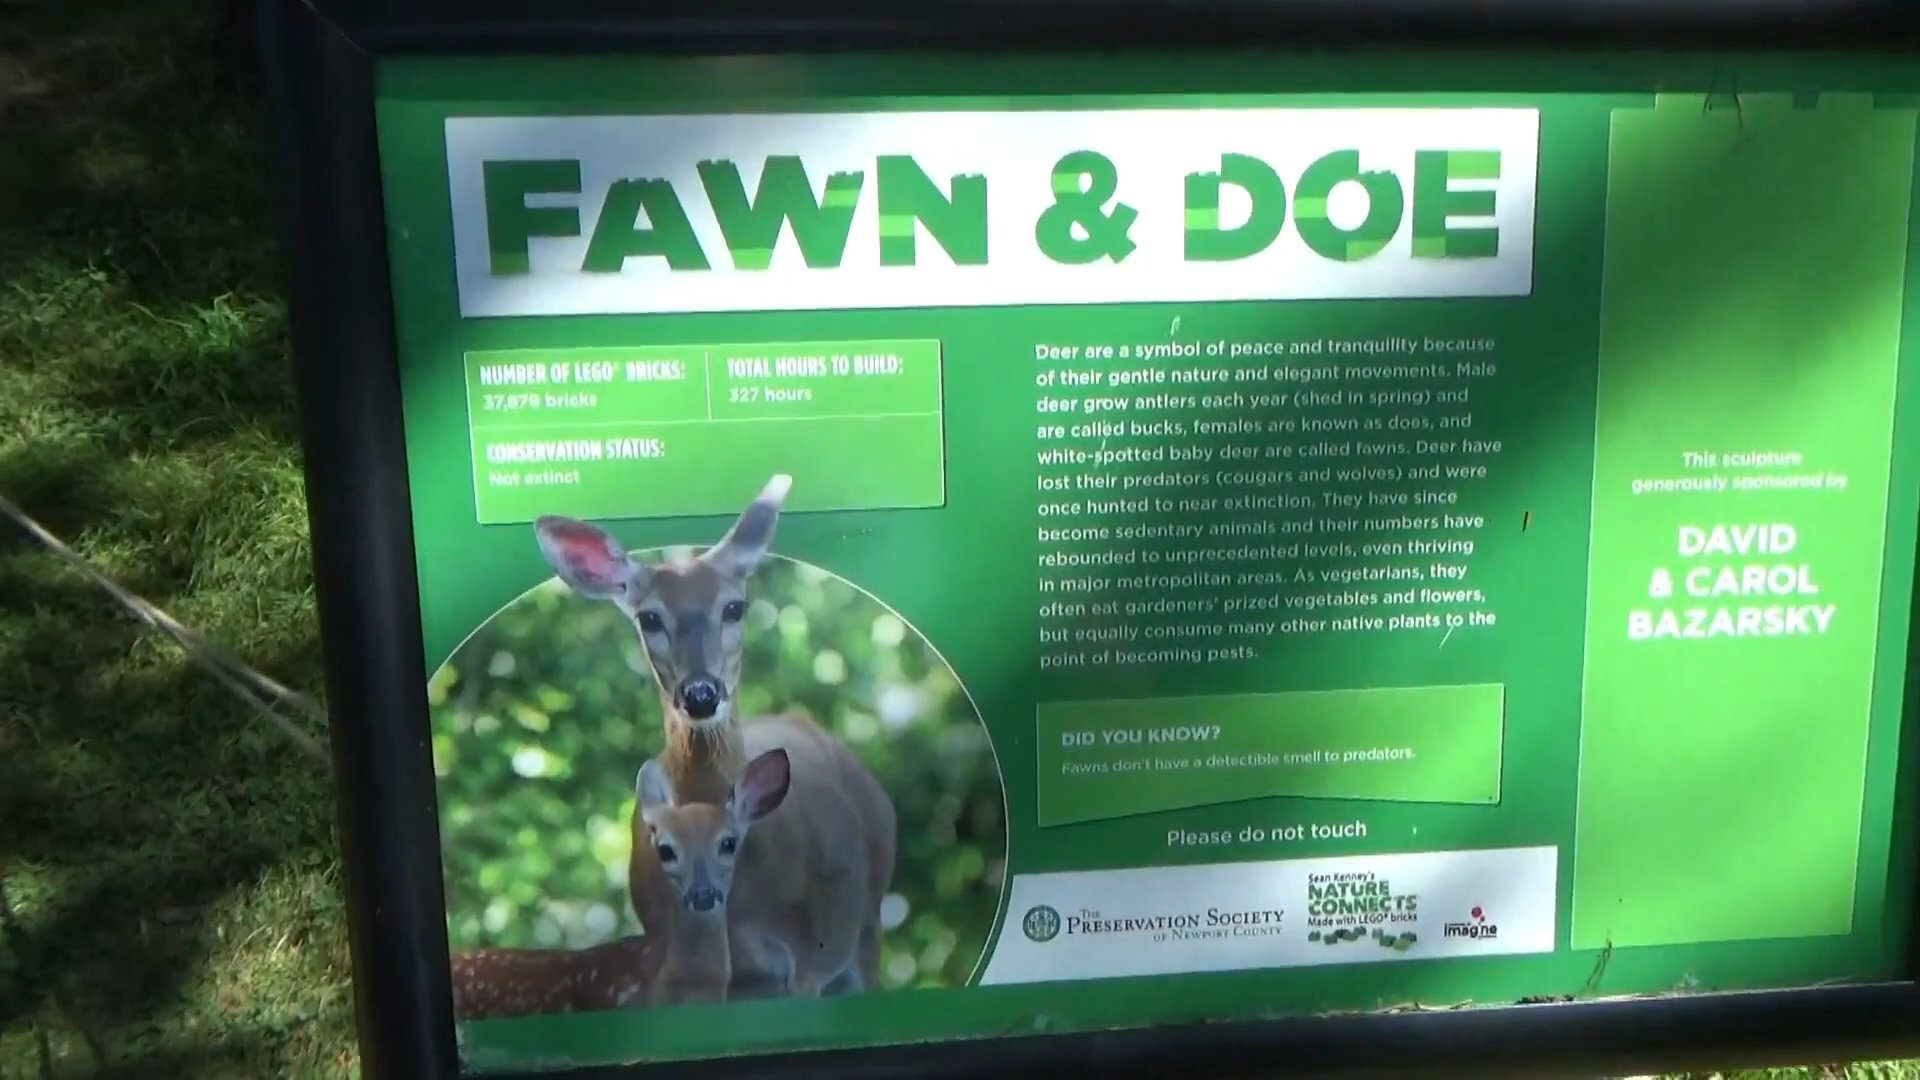 FAWN & DOE
NUMBER OF LEGO® BRICKS:
37,879 bricks
TOTAL HOURS TO BUILD:
327 hours
CONSERVATION STATUS:
Not extinct
Deer are a symbol of peace and tranquility because
of their gentle nature and elegant movements. Male
deer grow antlers each year (shed in spring) and
are called bucks, females are known as does, and
white-spotted baby deer are called fawns. Deer have
lost their predators (cougars and wolves) and were
once hunted to near extinction. They have since
become sedentary animals and their numbers have
rebounded to unprecedented levels, even thriving
in major metropolitan areas. As vegetarians, they
often eat gardeners' prized vegetables and flowers,
but equally consume many other native plants to the
point of becoming pests.
DID YOU KNOW?
Fawns don't have a detectible smell to predators.
Please do not touch
THE
PRESERVATION SOCIETY
OF NEWPORT COUNTY
Sean Kenney's
NATURE
CONNECTS
Made with LEGO® bricks
imagine
This sculpture
generously sponsored by
DAVID
& CAROL
BAZARSKY